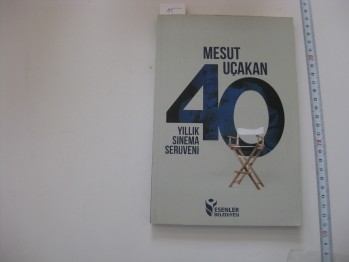 MESUT
UÇAKAN
40
YILLIK
SİNEMA
SERÜVENİ
ESENLER
BELEDİYESİ